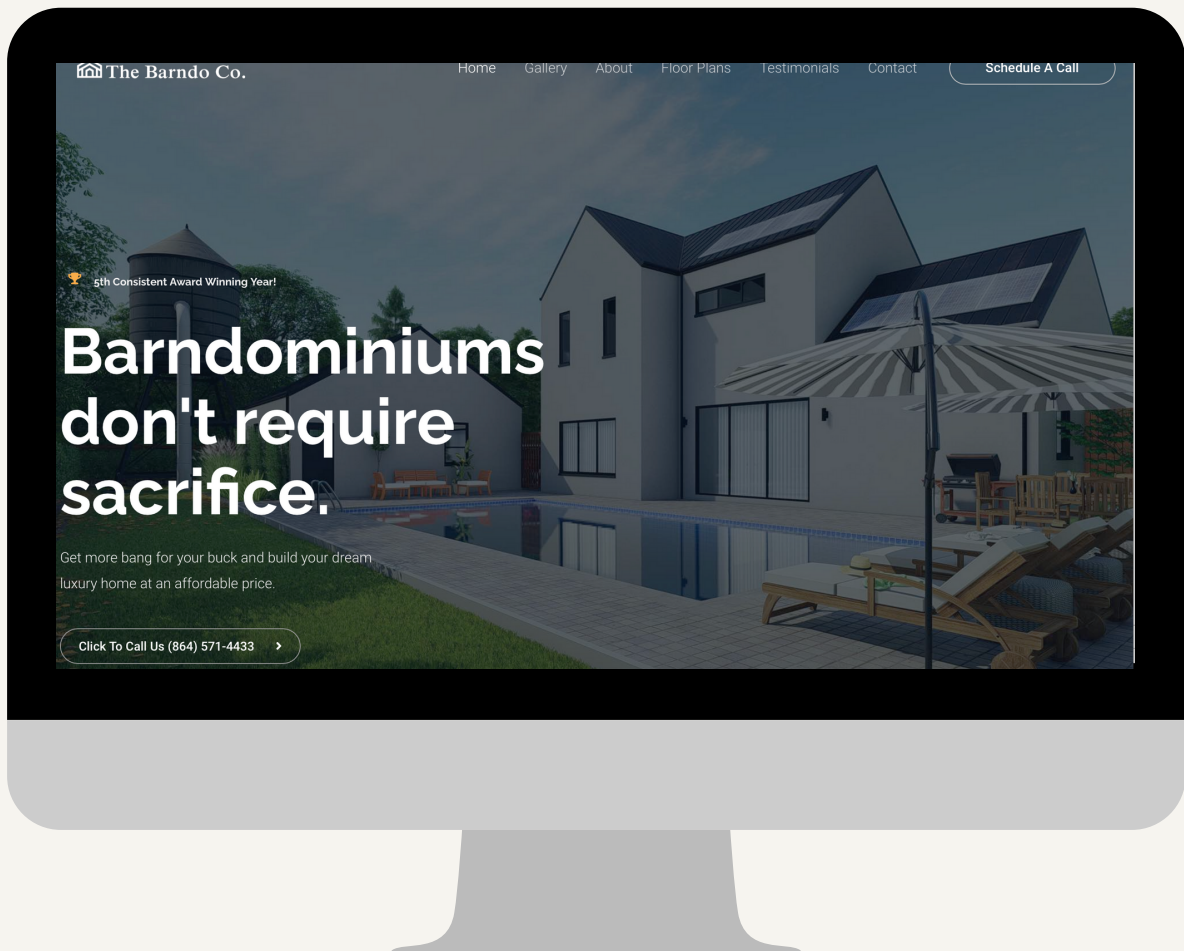 The Barndo Co.
Home Gallery About Floor Plans Testimonials Contact Schedule A Call
5th Consistent Award Winning Year!
Barndominiums
don't require
sacrifice.
Get more bang for your buck and build your dream
luxury home at an affordable price.
Click To Call Us (864) 571-4433